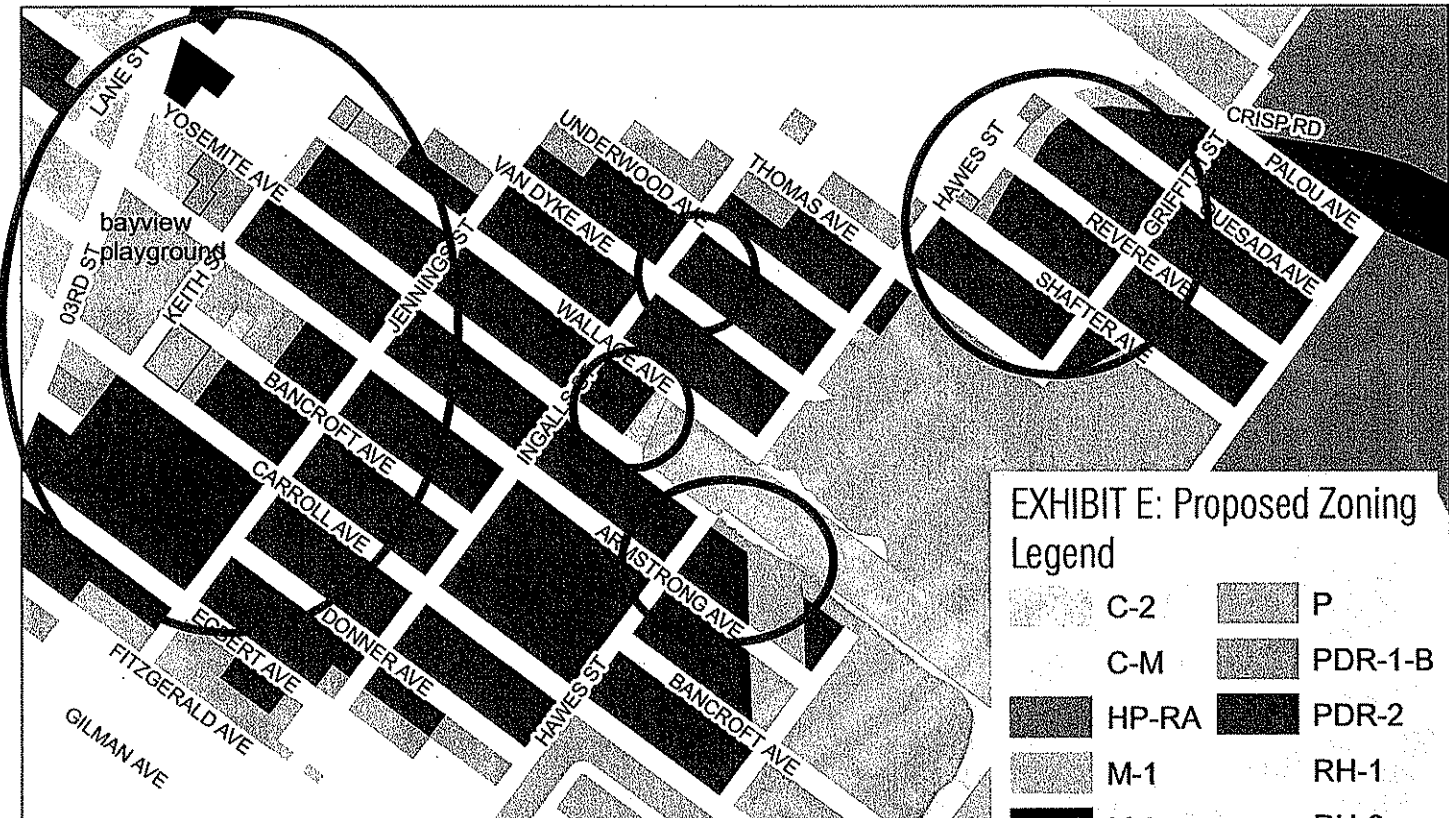 LANE ST
YOSEMITE AVE
bayview
playground
03RD ST
KEITH ST
JENNINGS ST
VAN DYKE AVE
UNDERWOOD AVE
THOMAS AVE
HAWES ST
GRIFFITH ST
CRISP RD
PALOU AVE
QUESADA AVE
REVERE AVE
SHAFTER AVE
WALLACE AVE
INGALLS ST
BANCROFT AVE
CARROLL AVE
ARMSTRONG AVE
EGBERT AVE
DONNER AVE
FITZGERALD AVE
GILMAN AVE
HAWES ST
BANCROFT AVE
EXHIBIT E: Proposed Zoning
Legend
C-2
P
C-M
PDR-1-B
HP-RA
PDR-2
M-1
RH-1